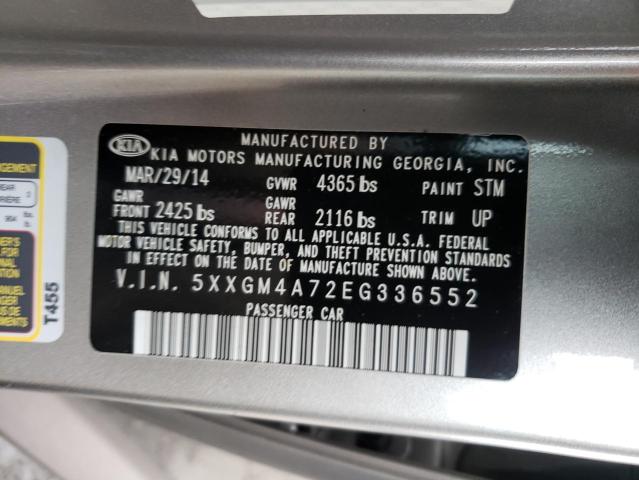 KIA
MANUFACTURED BY
KIA MOTORS MANUFACTURING GEORGIA, INC.
MAR/29/14 GVWR 4365 lbs PAINT STM
GAWR FRONT 2425 lbs GAWR REAR 2116 lbs TRIM UP
THIS VEHICLE CONFORMS TO ALL APPLICABLE U.S.A. FEDERAL
MOTOR VEHICLE SAFETY, BUMPER, AND THEFT PREVENTION STANDARDS
IN EFFECT ON THE DATE OF MANUFACTURE SHOWN ABOVE.
V.I.N. 5XXGM4A72EG336552
PASSENGER CAR
T455